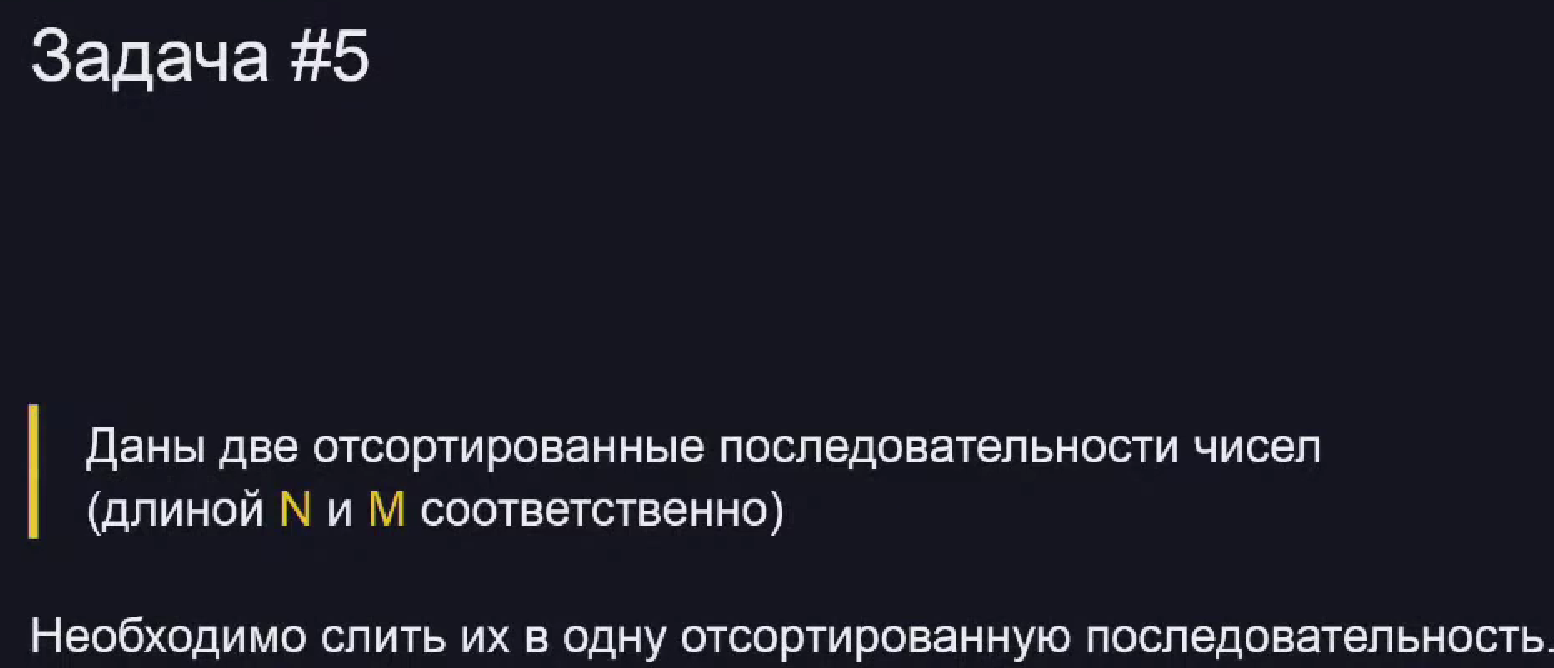 Задача #5
Даны две отсортированные последовательности чисел
(длиной N и M соответственно)
Необходимо слить их в одну отсортированную последовательность.